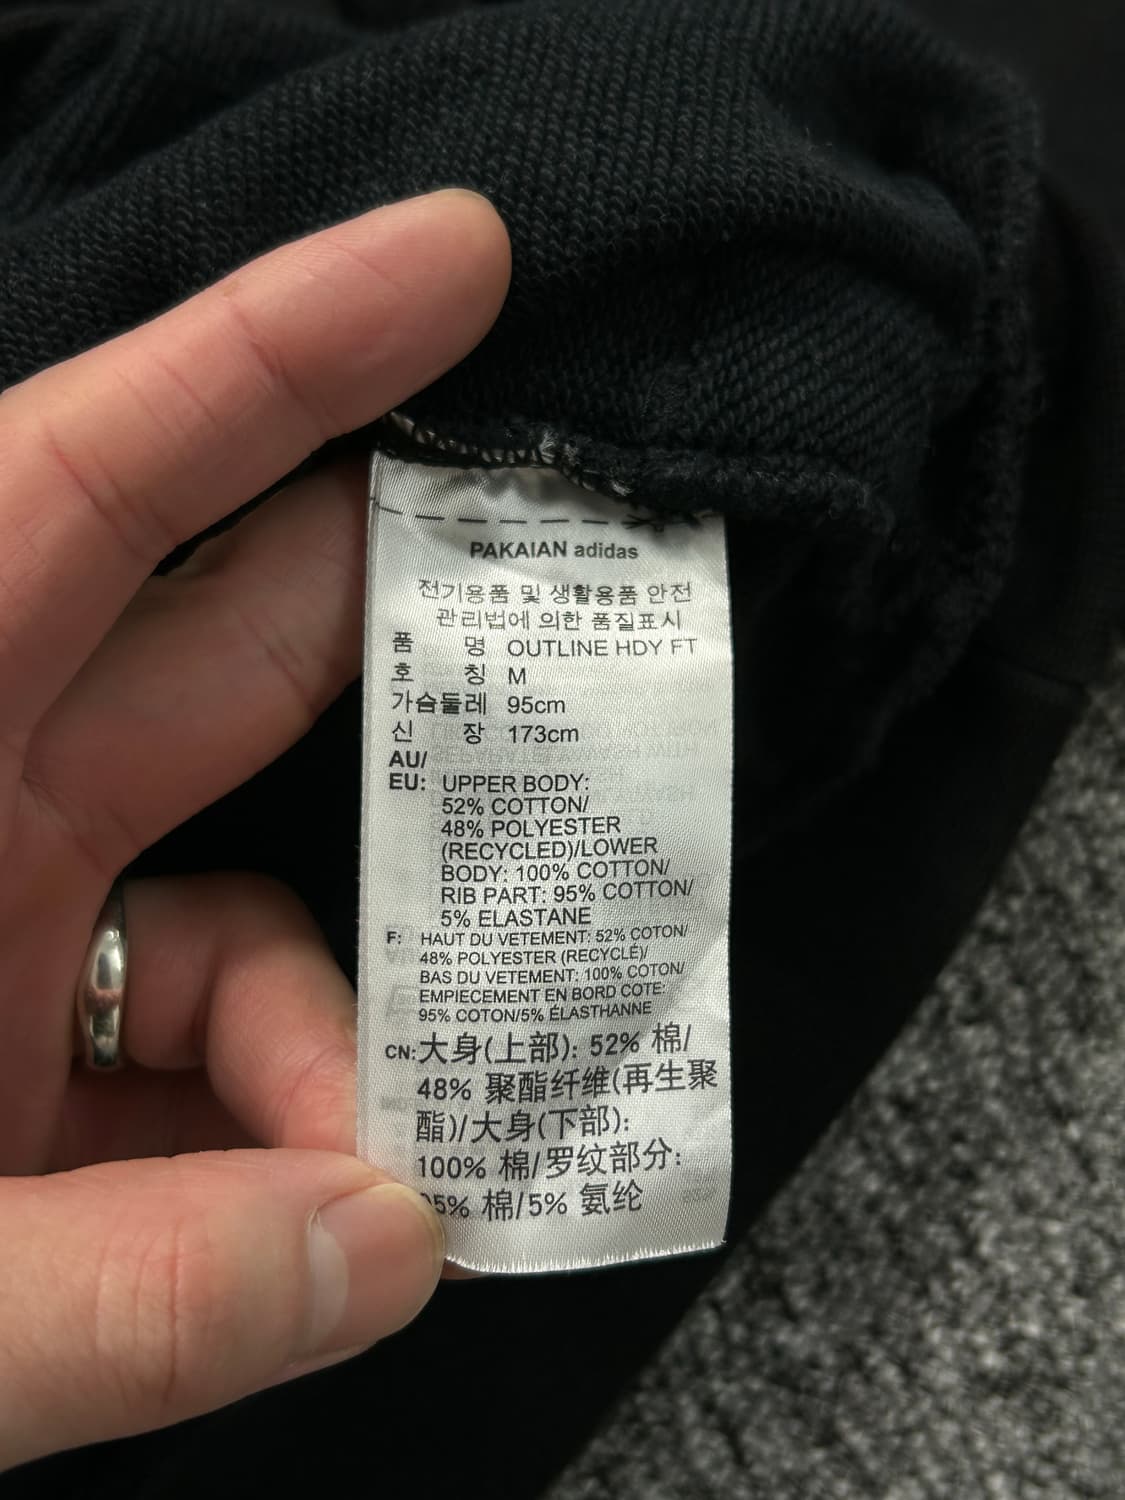 PAKAIAN adidas
전기용품 및 생활용품 안전
관리법에 의한 품질표시
품 명 OUTLINE HDY FT
호 칭 M
가슴둘레 95cm
신 장 173cm
AU/
EU: UPPER BODY:
52% COTTON/
48% POLYESTER
(RECYCLED)/LOWER
BODY: 100% COTTON/
RIB PART: 95% COTTON/
5% ELASTANE
F: HAUT DU VETEMENT: 52% COTON/
48% POLYESTER (RECYCLÉ)/
BAS DU VETEMENT: 100% COTON/
EMPIECEMENT EN BORD COTE:
95% COTON/5% ÉLASTHANNE
CN:大身(上部): 52% 棉/
48% 聚酯纤维(再生聚
酯)/大身(下部):
100% 棉/罗纹部分:
95% 棉/5% 氨纶